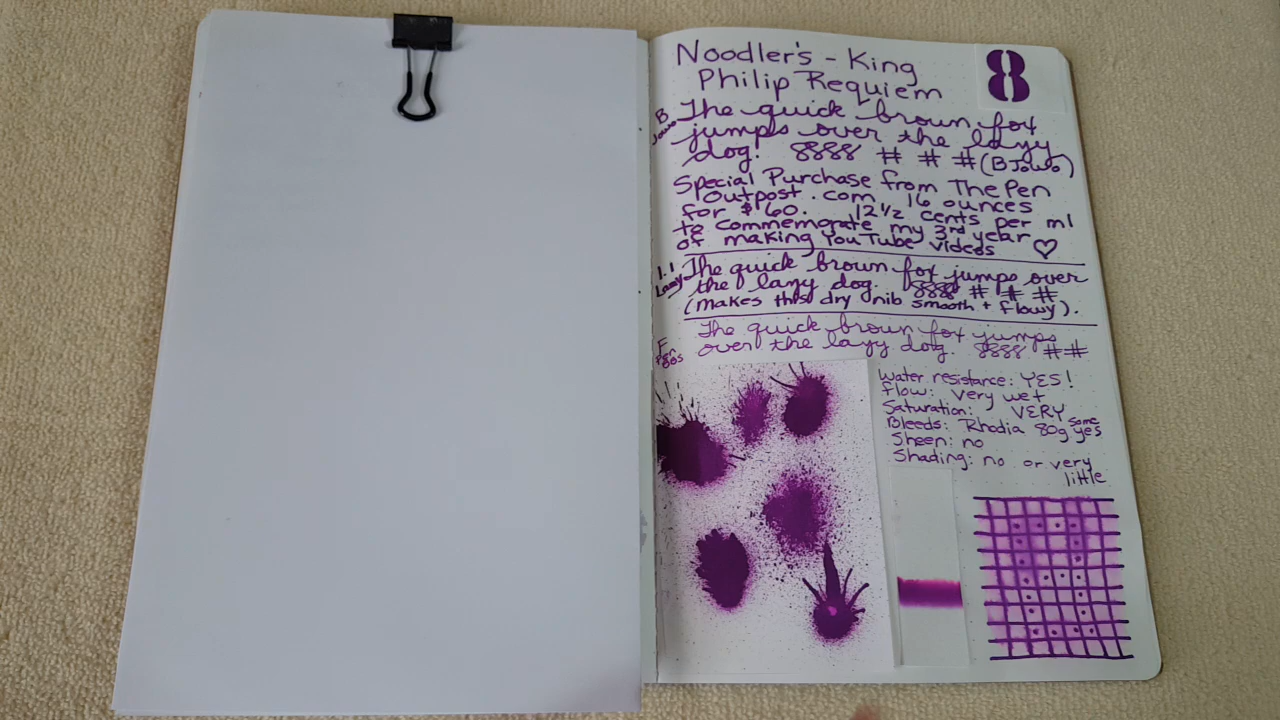 Noodler's - King
8
Philip Requiem
B
Jowo
The quick brown fox
jumps over the lazy
dog! 8888 # # # (B Jowo)
Special Purchase from The Pen
Outpost.com. 16 ounces
for $60. 12 1/2 cents per ml
to commemorate my 3rd year
of making YouTube videos ♡
1.1
Lamy
The quick brown fox jumps over
the lazy dog. 8888 # # #
(makes this dry nib smooth + flowy).
F
The quick brown fox jumps
over the lazy dog. 8888 ##
Water resistance: YES!
Flow: very wet
Saturation: VERY
Bleeds: Rhodia 80g some yes
Sheen: no
Shading: no or very
little